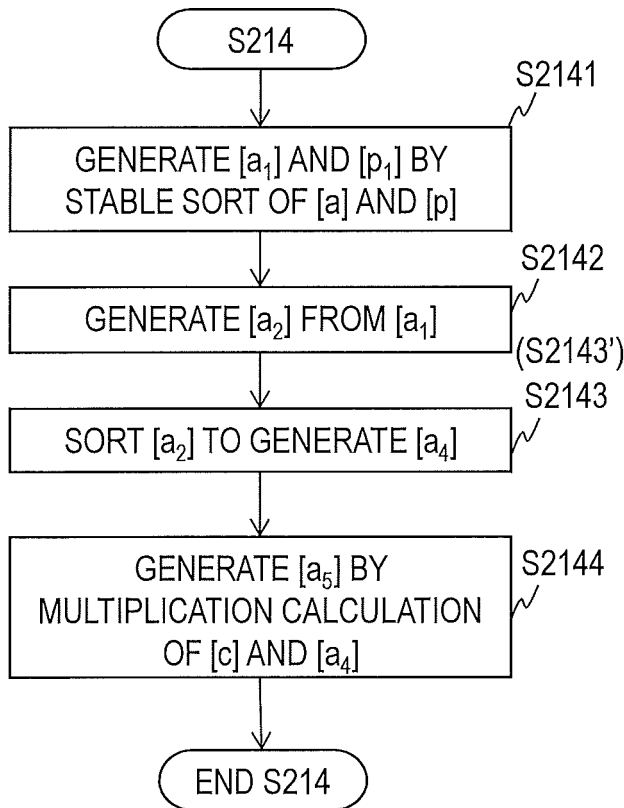 S214
S2141
GENERATE [a₁] AND [p₁] BY
STABLE SORT OF [a] AND [p]
S2142
GENERATE [a₂] FROM [a₁]
(S2143')
S2143
SORT [a₂] TO GENERATE [a₄]
S2144
GENERATE [a₅] BY
MULTIPLICATION CALCULATION
OF [c] AND [a₄]
END S214